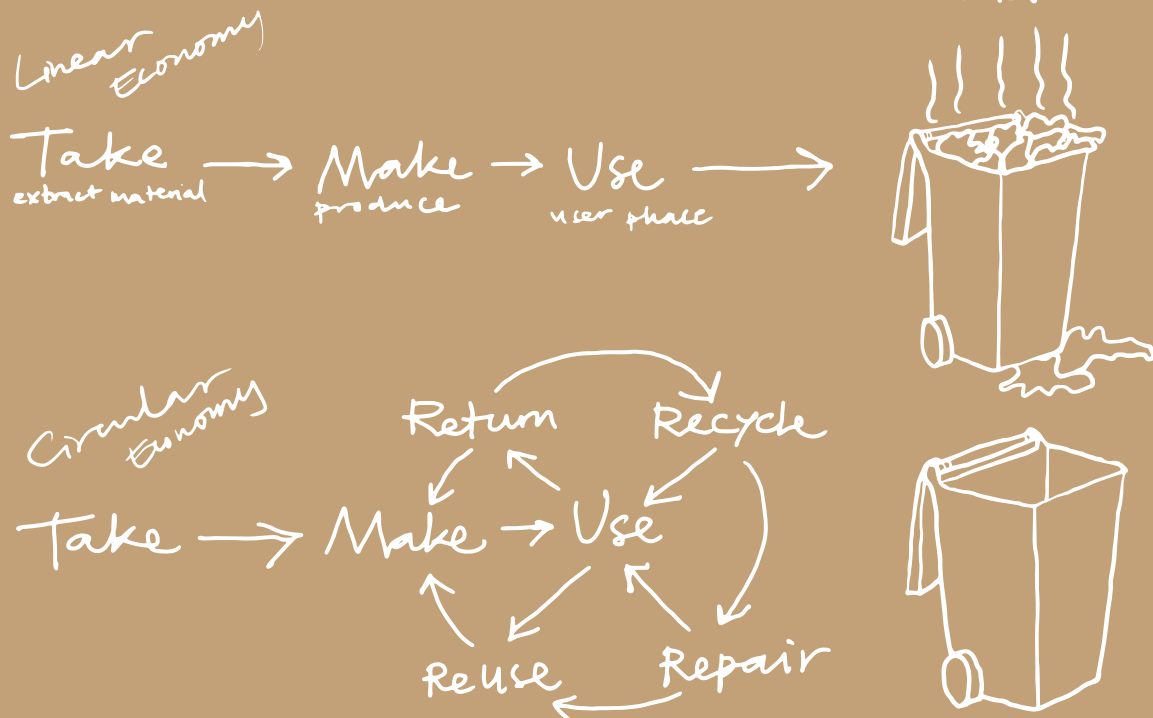 Linear
Economy
Take Make Use
extract material produce user phase
Circular
Economy
Return Recycle
Take Make Use
Reuse Repair